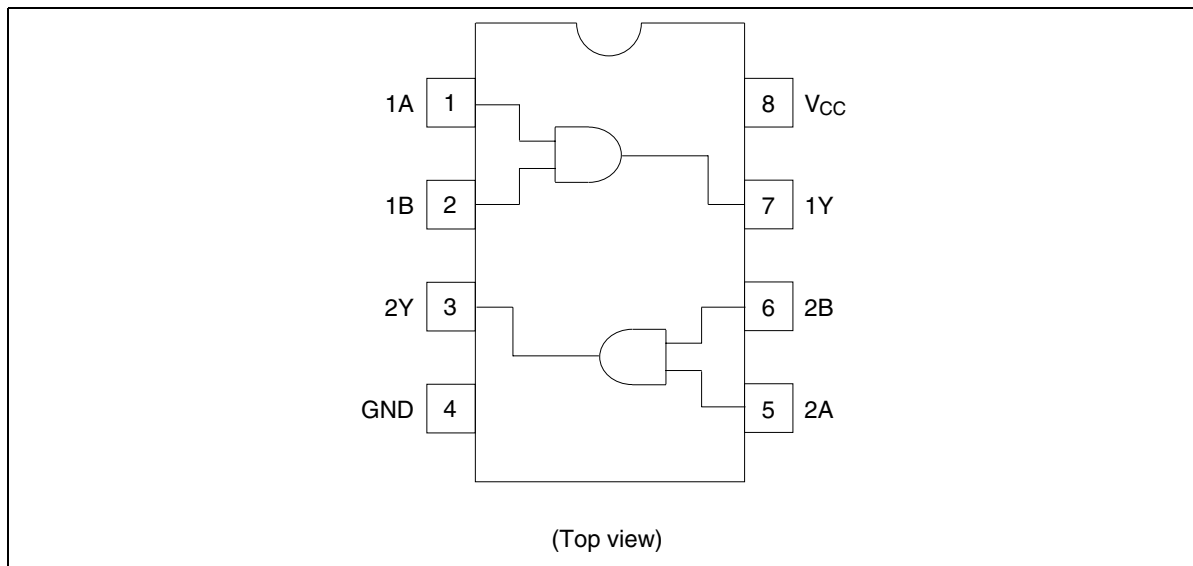 1A 1 8 VCC
1B 2 7 1Y
2Y 3 6 2B
GND 4 5 2A
(Top view)